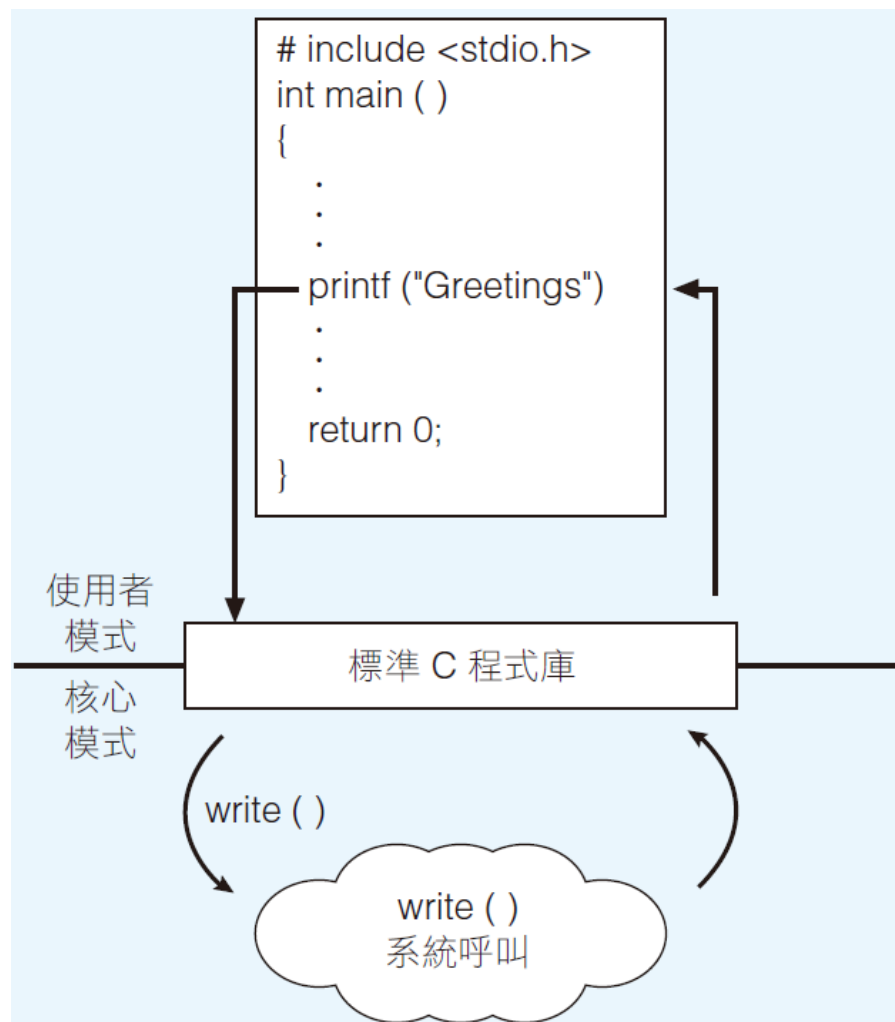 # include <stdio.h>
int main ( )
{
.
.
.
printf ("Greetings")
.
.
.
return 0;
}
使用者
模式
標準 C 程式庫
核心
模式
write ( )
write ( )
系統呼叫